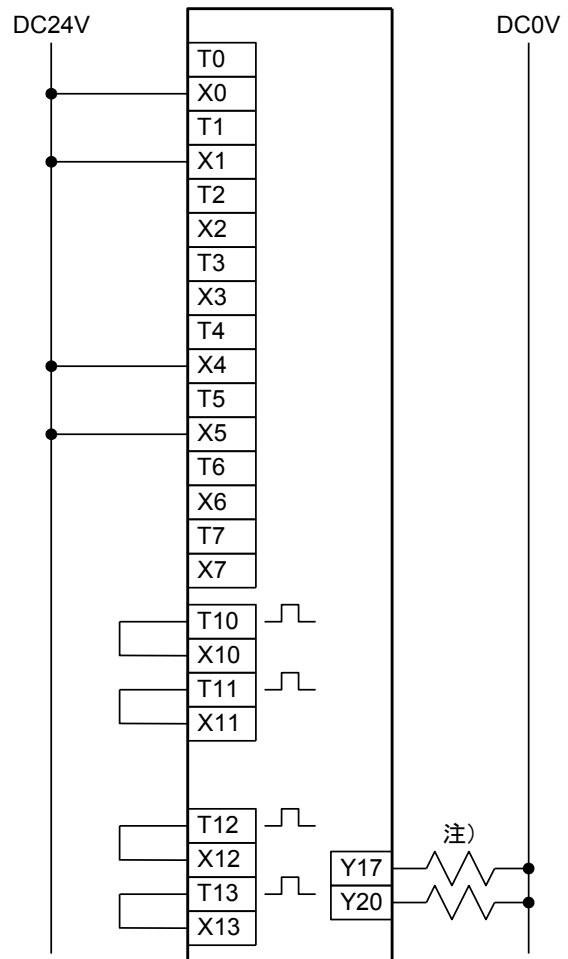 DC24V
DC0V
T0
X0
T1
X1
T2
X2
T3
X3
T4
X4
T5
X5
T6
X6
T7
X7
T10
X10
T11
X11
T12
X12
T13
X13
注）
Y17
Y20